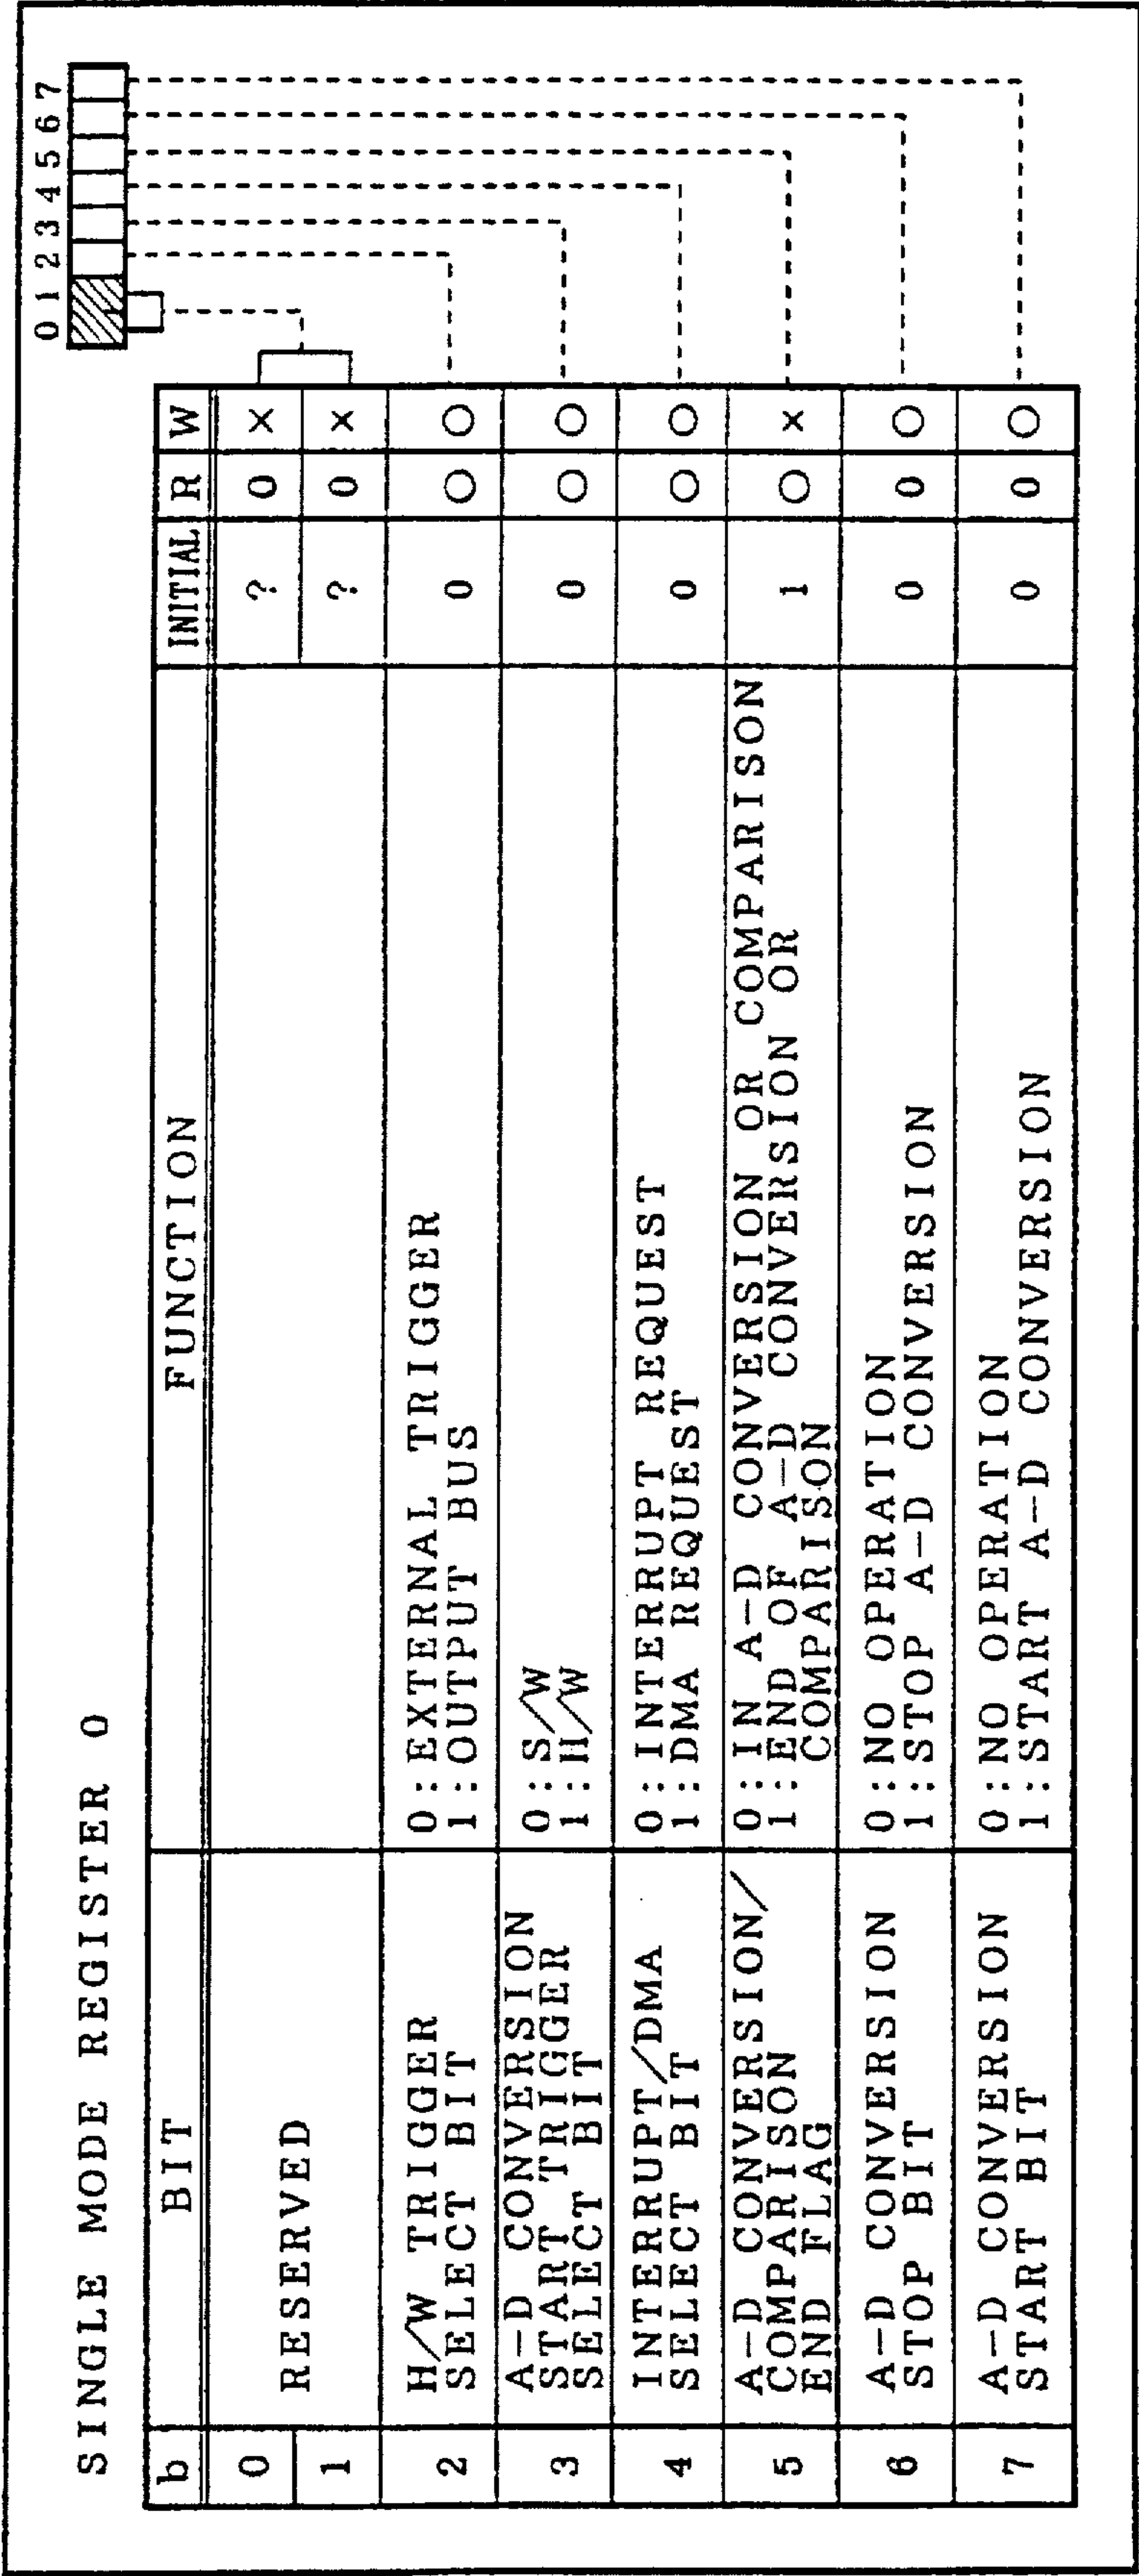 SINGLE MODE REGISTER 0
0 1 2 3 4 5 6 7
b BIT FUNCTION INITIAL R W
0 RESERVED ? 0 ×
1 ? 0 ×
2 H/W TRIGGER
SELECT BIT
0:EXTERNAL TRIGGER
1:OUTPUT BUS
0 ○ ○
3 A-D CONVERSION
START TRIGGER
SELECT BIT
0:S/W
1:H/W
0 ○ ○
4 INTERRUPT/DMA
SELECT BIT
0:INTERRUPT REQUEST
1:DMA REQUEST
0 ○ ○
5 A-D CONVERSION/
COMPARISON
END FLAG
0:IN A-D CONVERSION OR COMPARISON
1:END OF A-D CONVERSION OR
COMPARISON
1 ○ ×
6 A-D CONVERSION
STOP BIT
0:NO OPERATION
1:STOP A-D CONVERSION
0 0 ○
7 A-D CONVERSION
START BIT
0:NO OPERATION
1:START A-D CONVERSION
0 0 ○